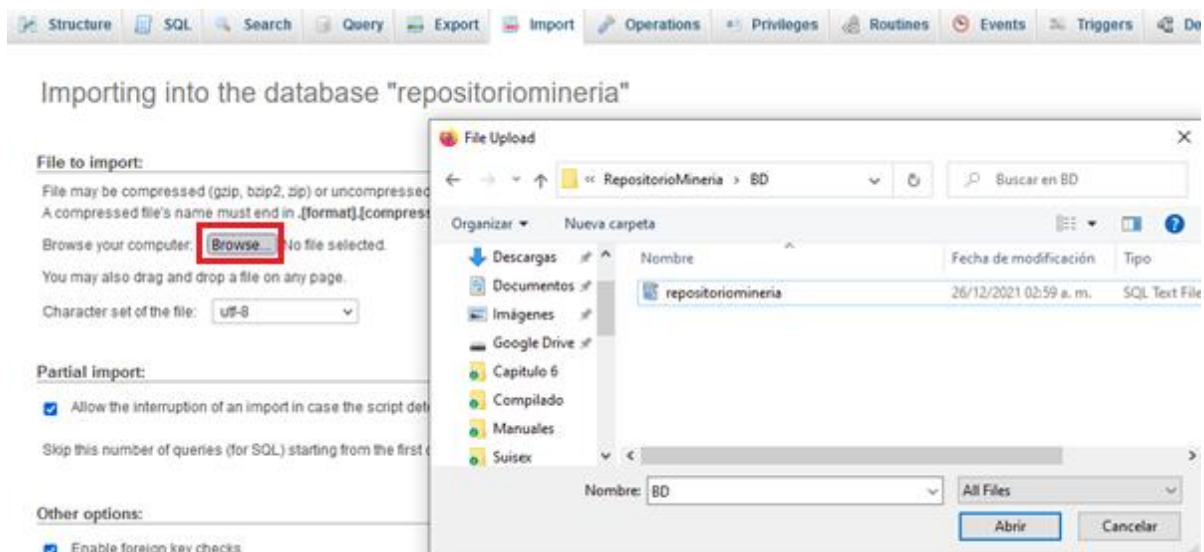 Structure SQL Search Query Export Import Operations Privileges Routines Events Triggers De
Importing into the database "repositoriomineria"
File to import:
File may be compressed (gzip, bzip2, zip) or uncompressed
A compressed file's name must end in .[format].[compress
Browse your computer: Browse... No file selected.
You may also drag and drop a file on any page.
Character set of the file: utf-8
Partial import:
Allow the interruption of an import in case the script dete
Skip this number of queries (for SQL) starting from the first
Other options:
Enable foreign key checks
File Upload
« RepositorioMineria > BD
Buscar en BD
Organizar Nueva carpeta
Nombre Fecha de modificación Tipo
repositoriomineria 26/12/2021 02:59 a. m. SQL Text File
Descargas
Documentos
Imágenes
Google Drive
Capitulo 6
Compilado
Manuales
Suisex
Nombre: BD All Files
Abrir Cancelar